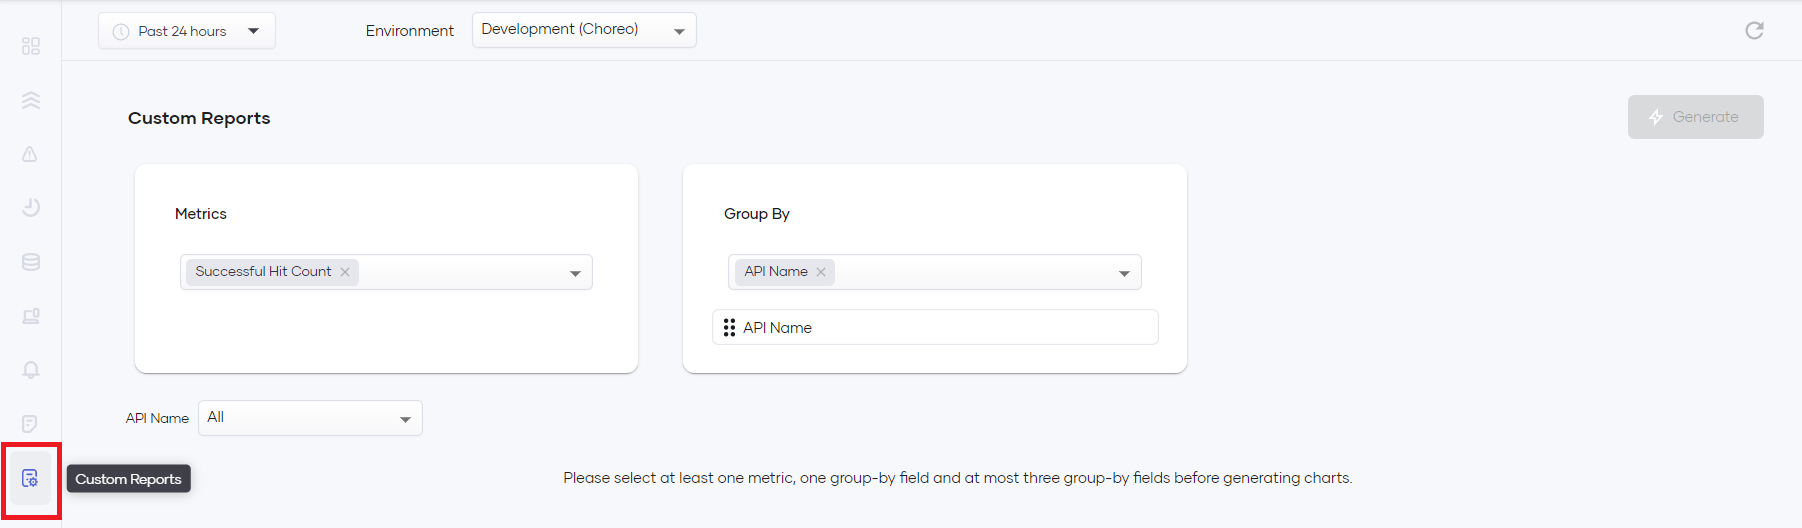 Past 24 hours
Environment
Development (Choreo)
Custom Reports
Generate
Metrics
Successful Hit Count
Group By
API Name
API Name
API Name
All
Custom Reports
Please select at least one metric, one group-by field and at most three group-by fields before generating charts.